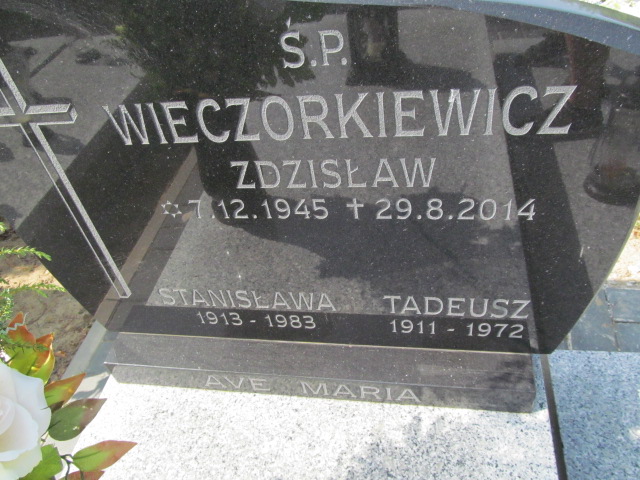 Ś.P.
WIECZORKIEWICZ
ZDZISŁAW
✡7.12.1945 ✝29.8.2014
STANISŁAWA TADEUSZ
1913 - 1983 1911 - 1972
AVE MARIA